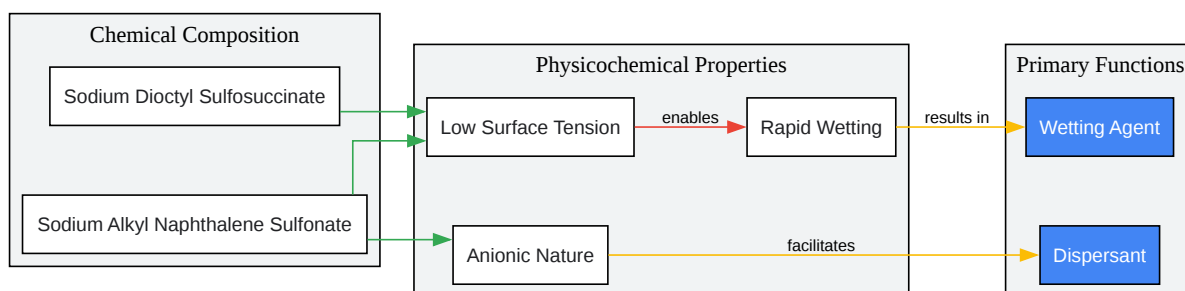 Chemical Composition
Sodium Dioctyl Sulfosuccinate
Sodium Alkyl Naphthalene Sulfonate
Physicochemical Properties
Low Surface Tension
enables
Rapid Wetting
Anionic Nature
results in
facilitates
Primary Functions
Wetting Agent
Dispersant